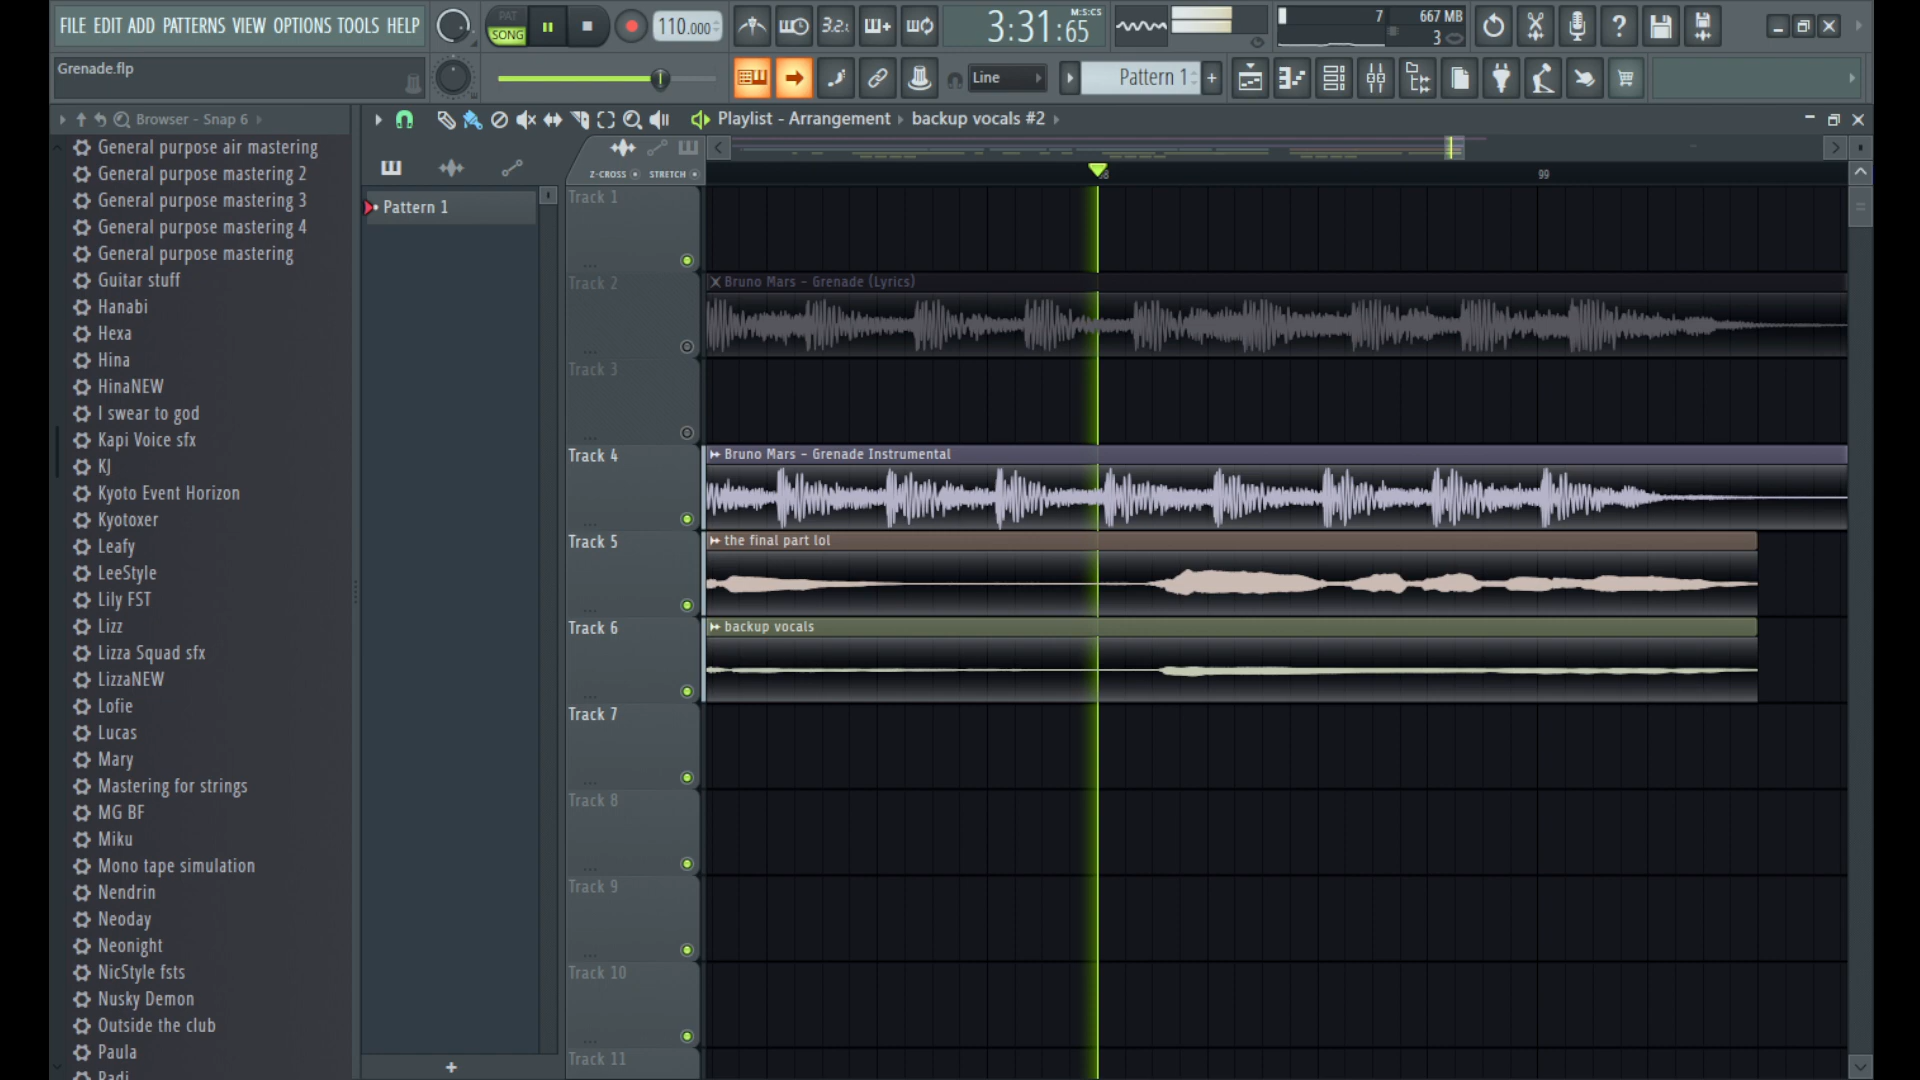 FILE EDIT ADD PATTERNS VIEW OPTIONS TOOLS HELP
PAT
SONG
110.000
3.2.
3:31:65
M:S:CS
7
667 MB
3
Grenade.flp
Line
Pattern 1
Browser - Snap 6
Playlist - Arrangement
backup vocals #2
General purpose air mastering
General purpose mastering 2
General purpose mastering 3
General purpose mastering 4
General purpose mastering
Guitar stuff
Hanabi
Hexa
Hina
HinaNEW
I swear to god
Kapi Voice sfx
KJ
Kyoto Event Horizon
Kyotoxer
Leafy
LeeStyle
Lily FST
Lizz
Lizza Squad sfx
LizzaNEW
Lofie
Lucas
Mary
Mastering for strings
MG BF
Miku
Mono tape simulation
Nendrin
Neoday
Neonight
NicStyle fsts
Nusky Demon
Outside the club
Paula
Padi
Pattern 1
Z-CROSS
STRETCH
99
Track 1
Track 2
Bruno Mars - Grenade (Lyrics)
Track 3
Track 4
Bruno Mars - Grenade Instrumental
Track 5
the final part lol
Track 6
backup vocals
Track 7
Track 8
Track 9
Track 10
Track 11